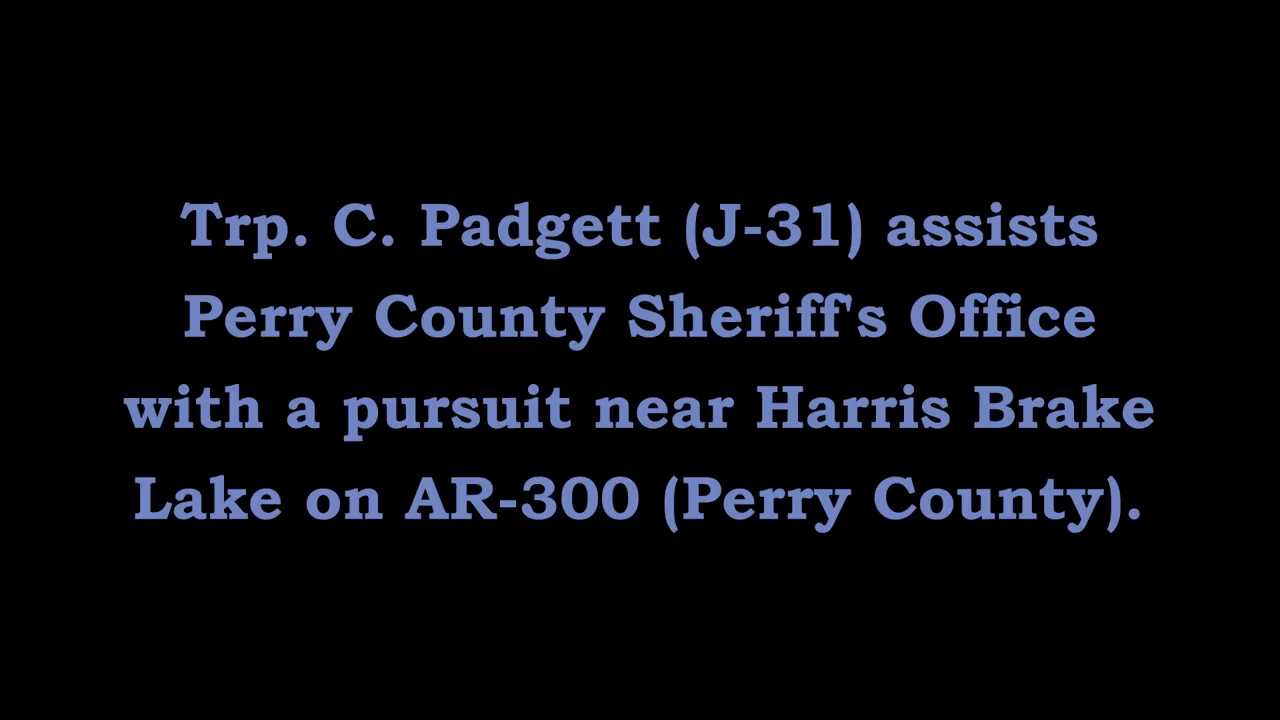 Trp. C. Padgett (J-31) assists
Perry County Sheriff's Office
with a pursuit near Harris Brake
Lake on AR-300 (Perry County).